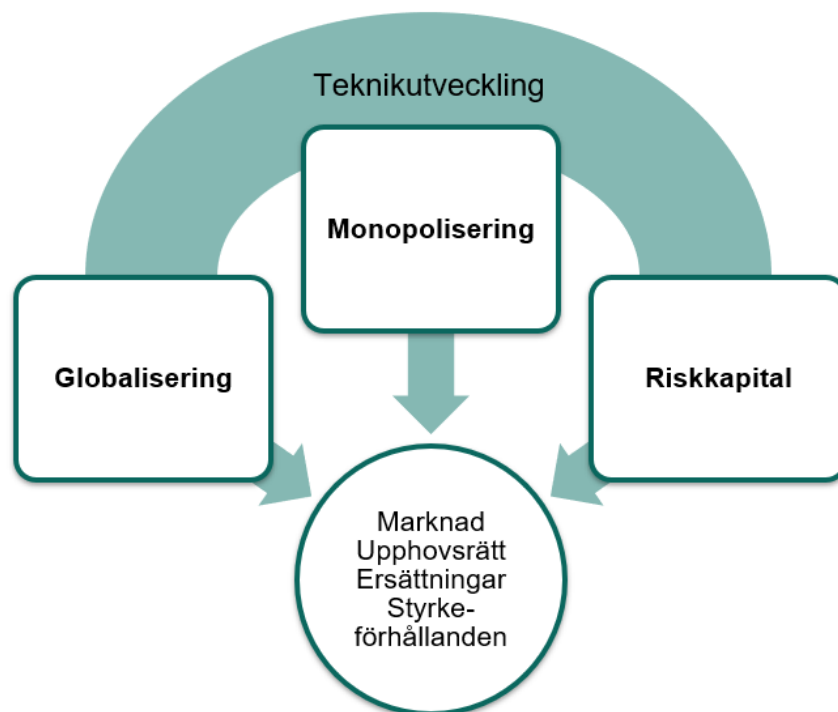 Teknikutveckling
Monopolisering
Globalisering
Riskkapital
Marknad
Upphovsrätt
Ersättningar
Styrke-
förhållanden